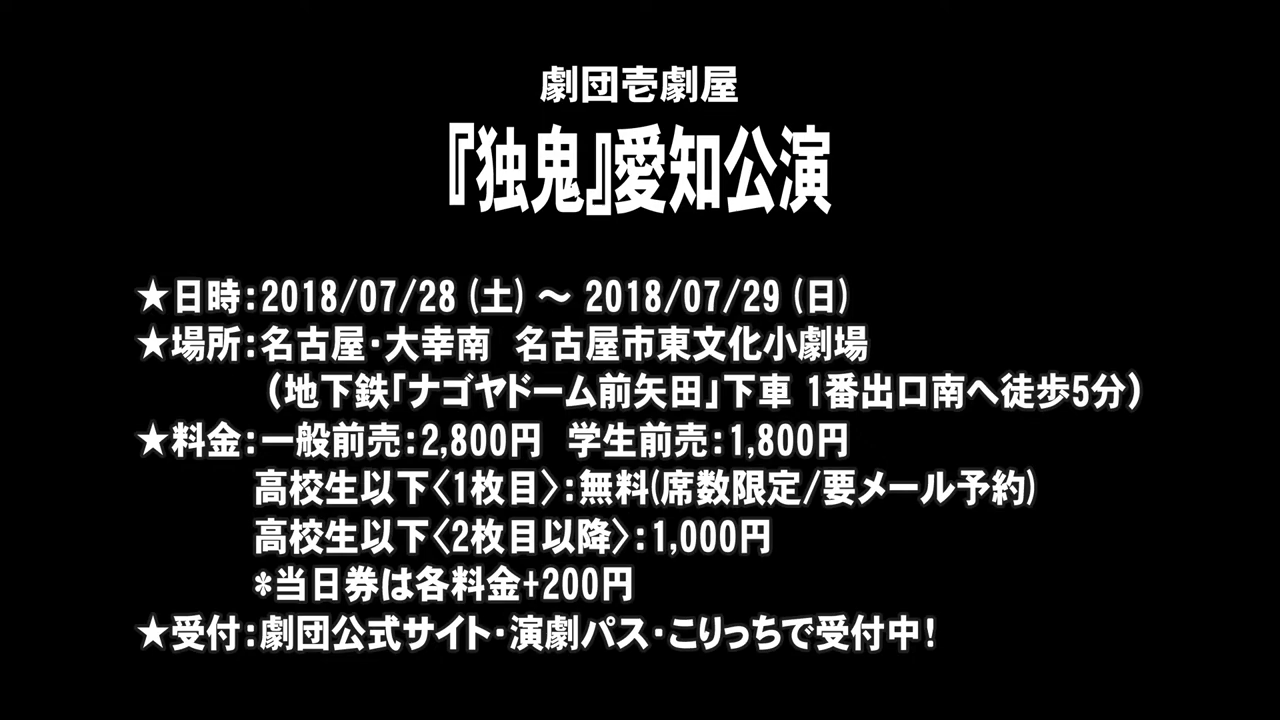 劇団壱劇屋
『独鬼』愛知公演
★日時：2018/07/28 (土) ～ 2018/07/29 (日)
★場所：名古屋・大幸南　名古屋市東文化小劇場
（地下鉄「ナゴヤドーム前矢田」下車 1番出口南へ徒歩5分）
★料金：一般前売：2,800円　学生前売：1,800円
高校生以下〈1枚目〉：無料(席数限定/要メール予約)
高校生以下〈2枚目以降〉：1,000円
*当日券は各料金+200円
★受付：劇団公式サイト・演劇パス・こりっちで受付中！